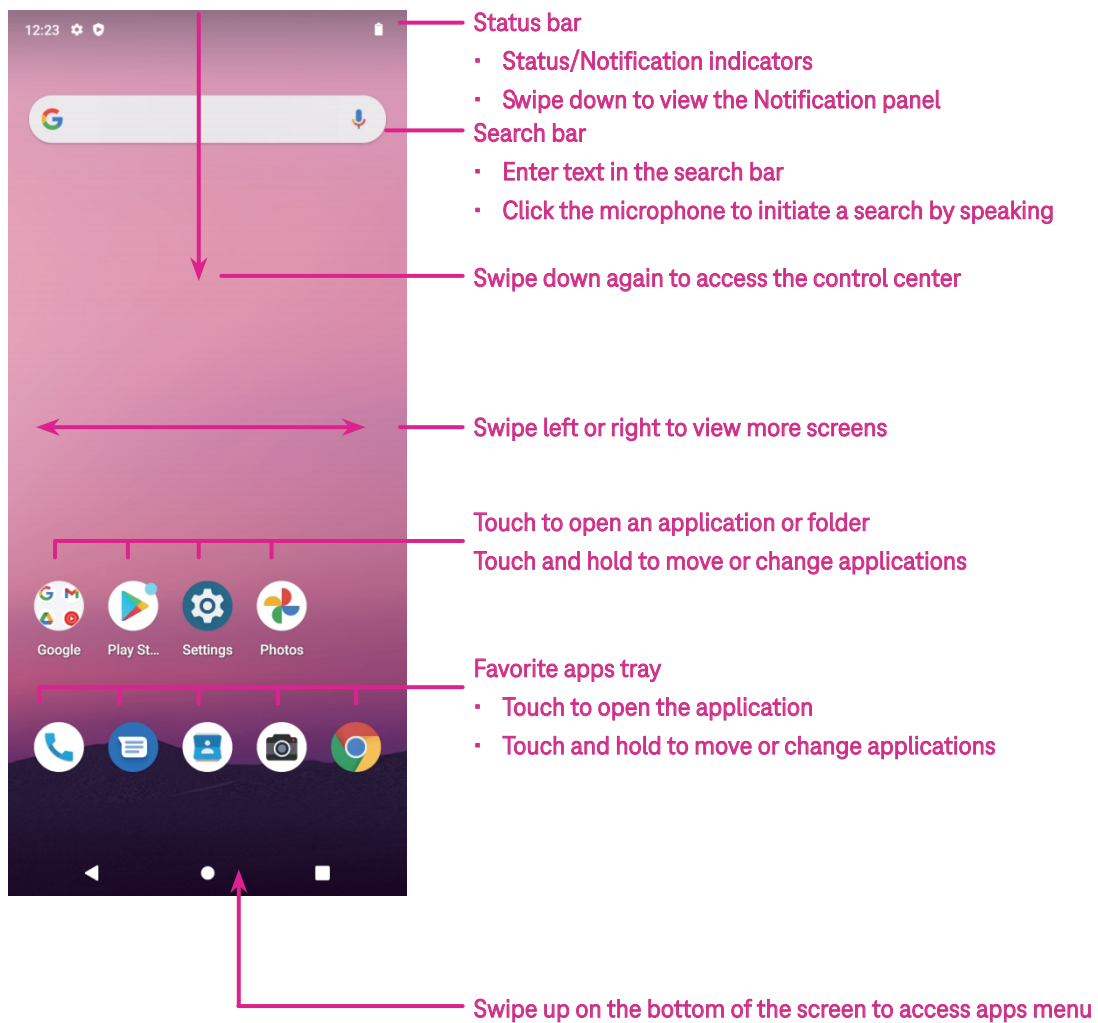 12:23
Status bar
· Status/Notification indicators
· Swipe down to view the Notification panel
Search bar
· Enter text in the search bar
· Click the microphone to initiate a search by speaking
Swipe down again to access the control center
Swipe left or right to view more screens
Touch to open an application or folder
Touch and hold to move or change applications
Google Play St... Settings Photos
Favorite apps tray
· Touch to open the application
· Touch and hold to move or change applications
Swipe up on the bottom of the screen to access apps menu